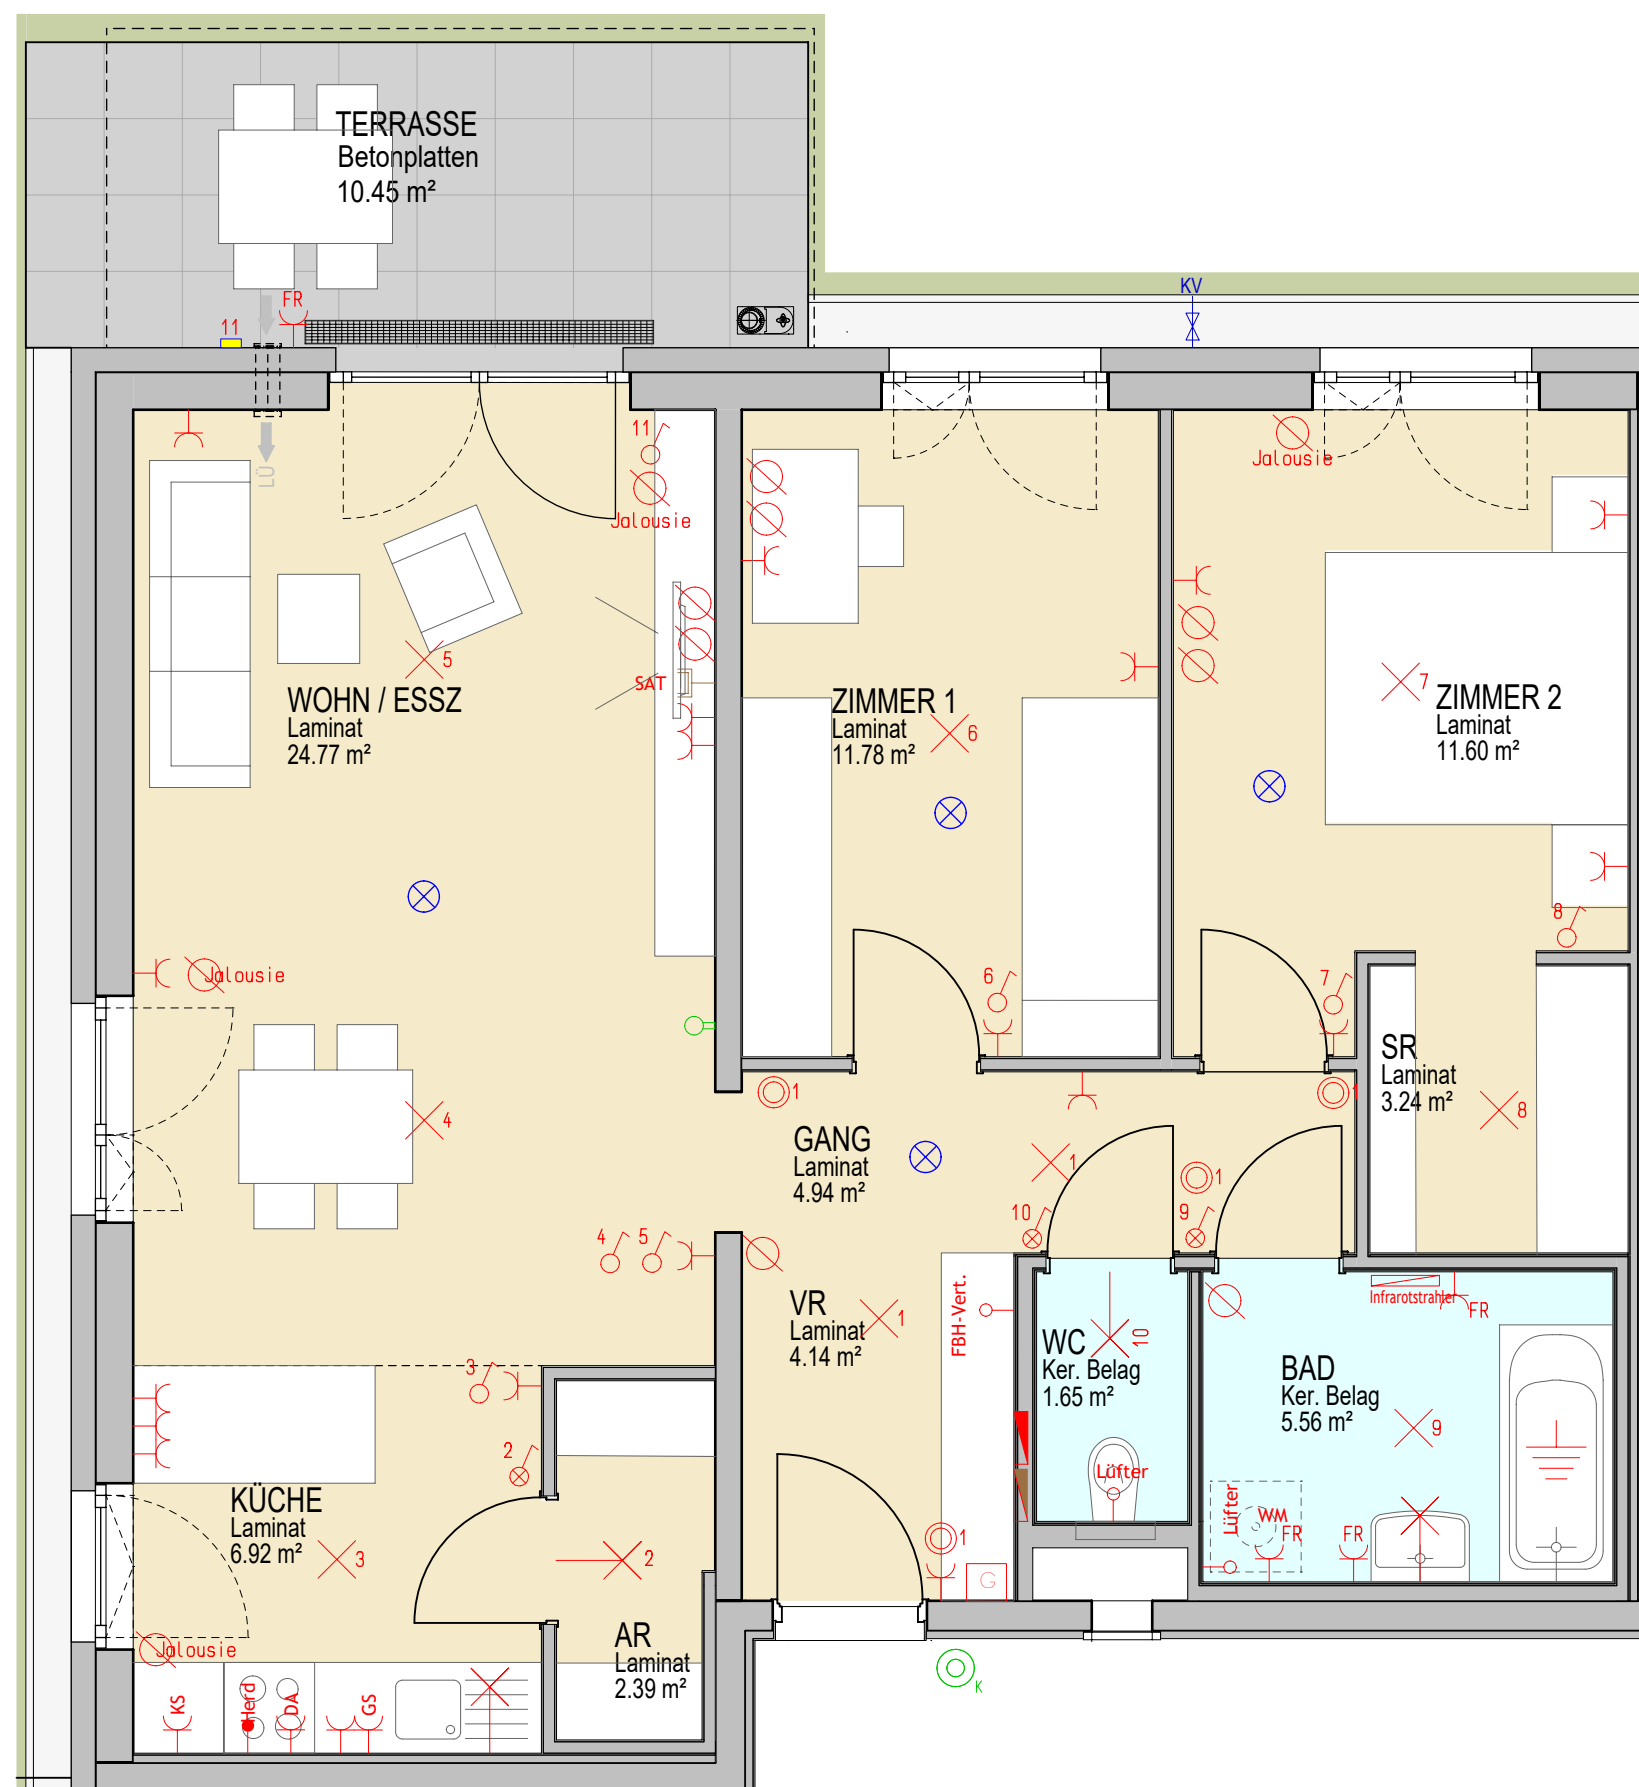 TERRASSE
Betonplatten
10.45 m²
KV
FR
11
LÜ
11
Jalousie
Jalousie
5
SAT
WOHN / ESSZ
Laminat
24.77 m²
ZIMMER 1
Laminat
11.78 m²
6
7
ZIMMER 2
Laminat
11.60 m²
8
Jalousie
6
7
SR
Laminat
3.24 m²
8
1
1
4
GANG
Laminat
4.94 m²
1
1
10
9
4
5
FBH-Vert.
VR
Laminat
4.14 m²
1
WC
Ker. Belag
1.65 m²
10
Infrarotstrahler
FR
BAD
Ker. Belag
5.56 m²
9
3
2
Lüfter
Lüfter
WM
FR
FR
KÜCHE
Laminat
6.92 m²
3
2
1
G
AR
Laminat
2.39 m²
Jalousie
KS
Herd
DA
GS
K